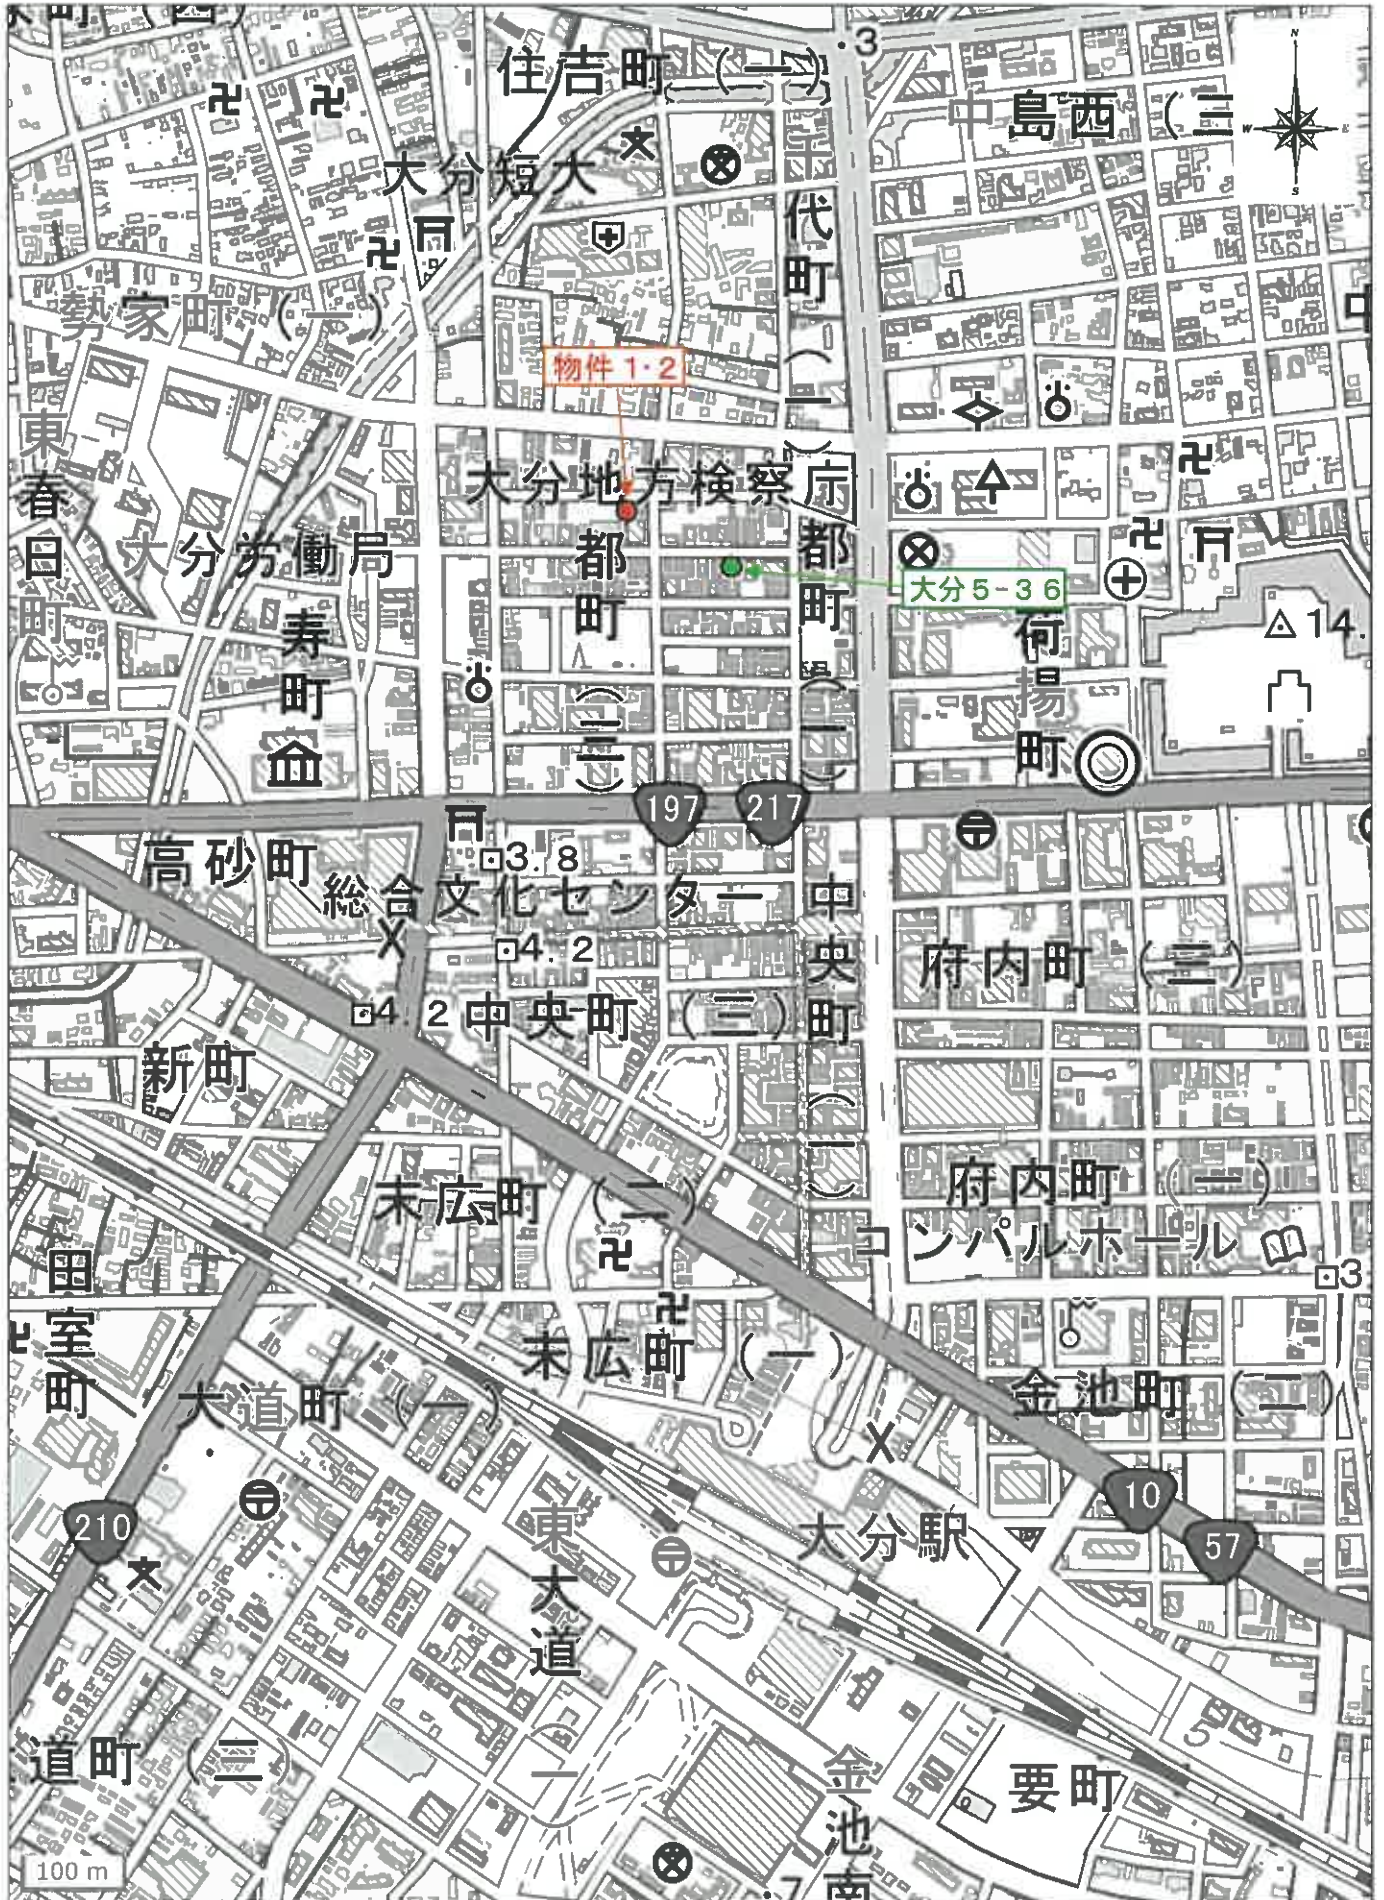 住吉町（一）
・3
中島西（三
大分短大
代町（二）
勢家町（一）
物件 1・2
大分地方検察庁
東春日町
大分労働局
都町（三）
都町（一）
大分5-36
荷揚町
14.
寿町
197
217
高砂町
3.8
総合文化センター
中央町（一）
4.2
府内町（三）
4.2
中央町（三）
新町
末広町（二）
府内町（一）
コンパルホール
3
田室町
末広町（一）
金池町（二）
大道町（一）
10
210
大分駅
57
東大道（一）
道町（三）
要町
金池南
100 m
N
W
E
S